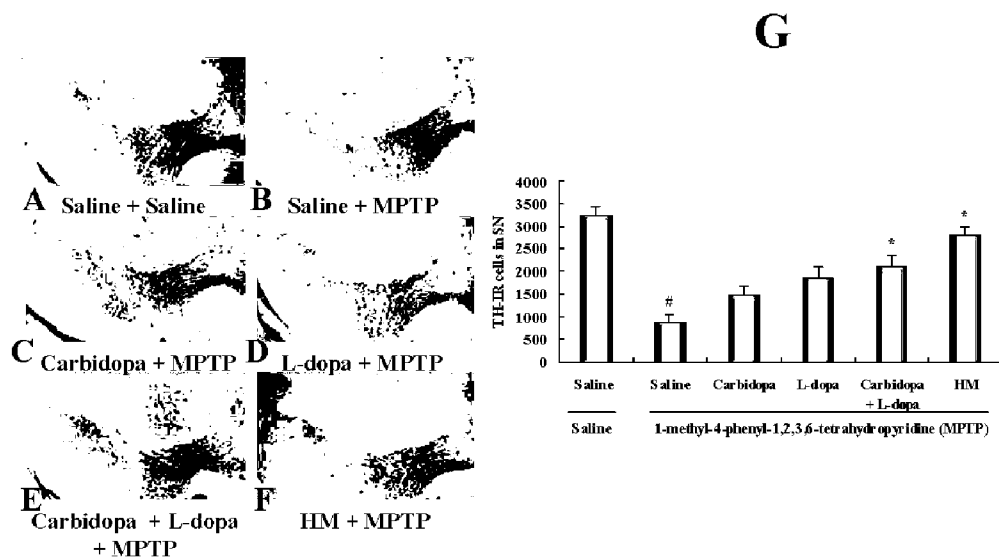 G
A
Saline + Saline
B
Saline + MPTP
C
Carbidopa + MPTP
D
L-dopa + MPTP
E
Carbidopa + L-dopa
+ MPTP
F
HM + MPTP
TH-IR cells in SN
4000
3500
3000
2500
2000
1500
1000
500
0
#
*
*
Saline
Saline
Carbidopa
L-dopa
Carbidopa
+ L-dopa
HM
Saline
1-methyl-4-phenyl-1,2,3,6-tetrahydropyridine (MPTP)